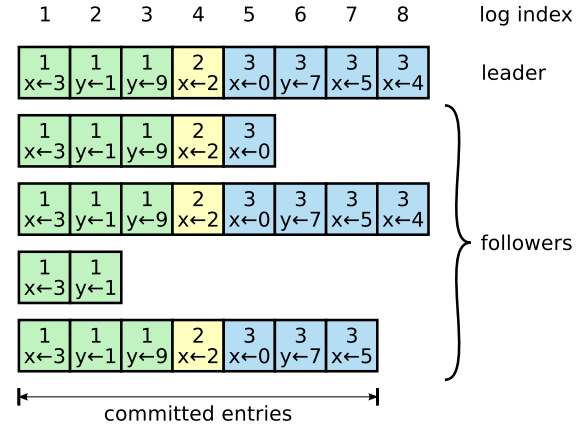 1 2 3 4 5 6 7 8 log index
1 1 1 2 3 3 3 3
x←3 y←1 y←9 x←2 x←0 y←7 x←5 x←4
leader
1 1 1 2 3
x←3 y←1 y←9 x←2 x←0
1 1 1 2 3 3 3 3
x←3 y←1 y←9 x←2 x←0 y←7 x←5 x←4
followers
1 1
x←3 y←1
1 1 1 2 3 3 3
x←3 y←1 y←9 x←2 x←0 y←7 x←5
committed entries